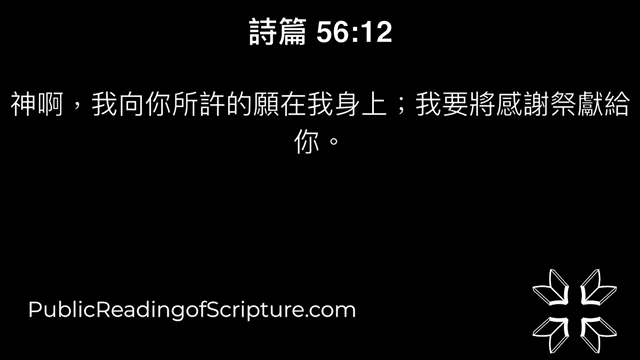 詩篇 56:12
神啊，我向你所許的願在我身上；我要將感謝祭獻給
你。
PublicReadingofScripture.com